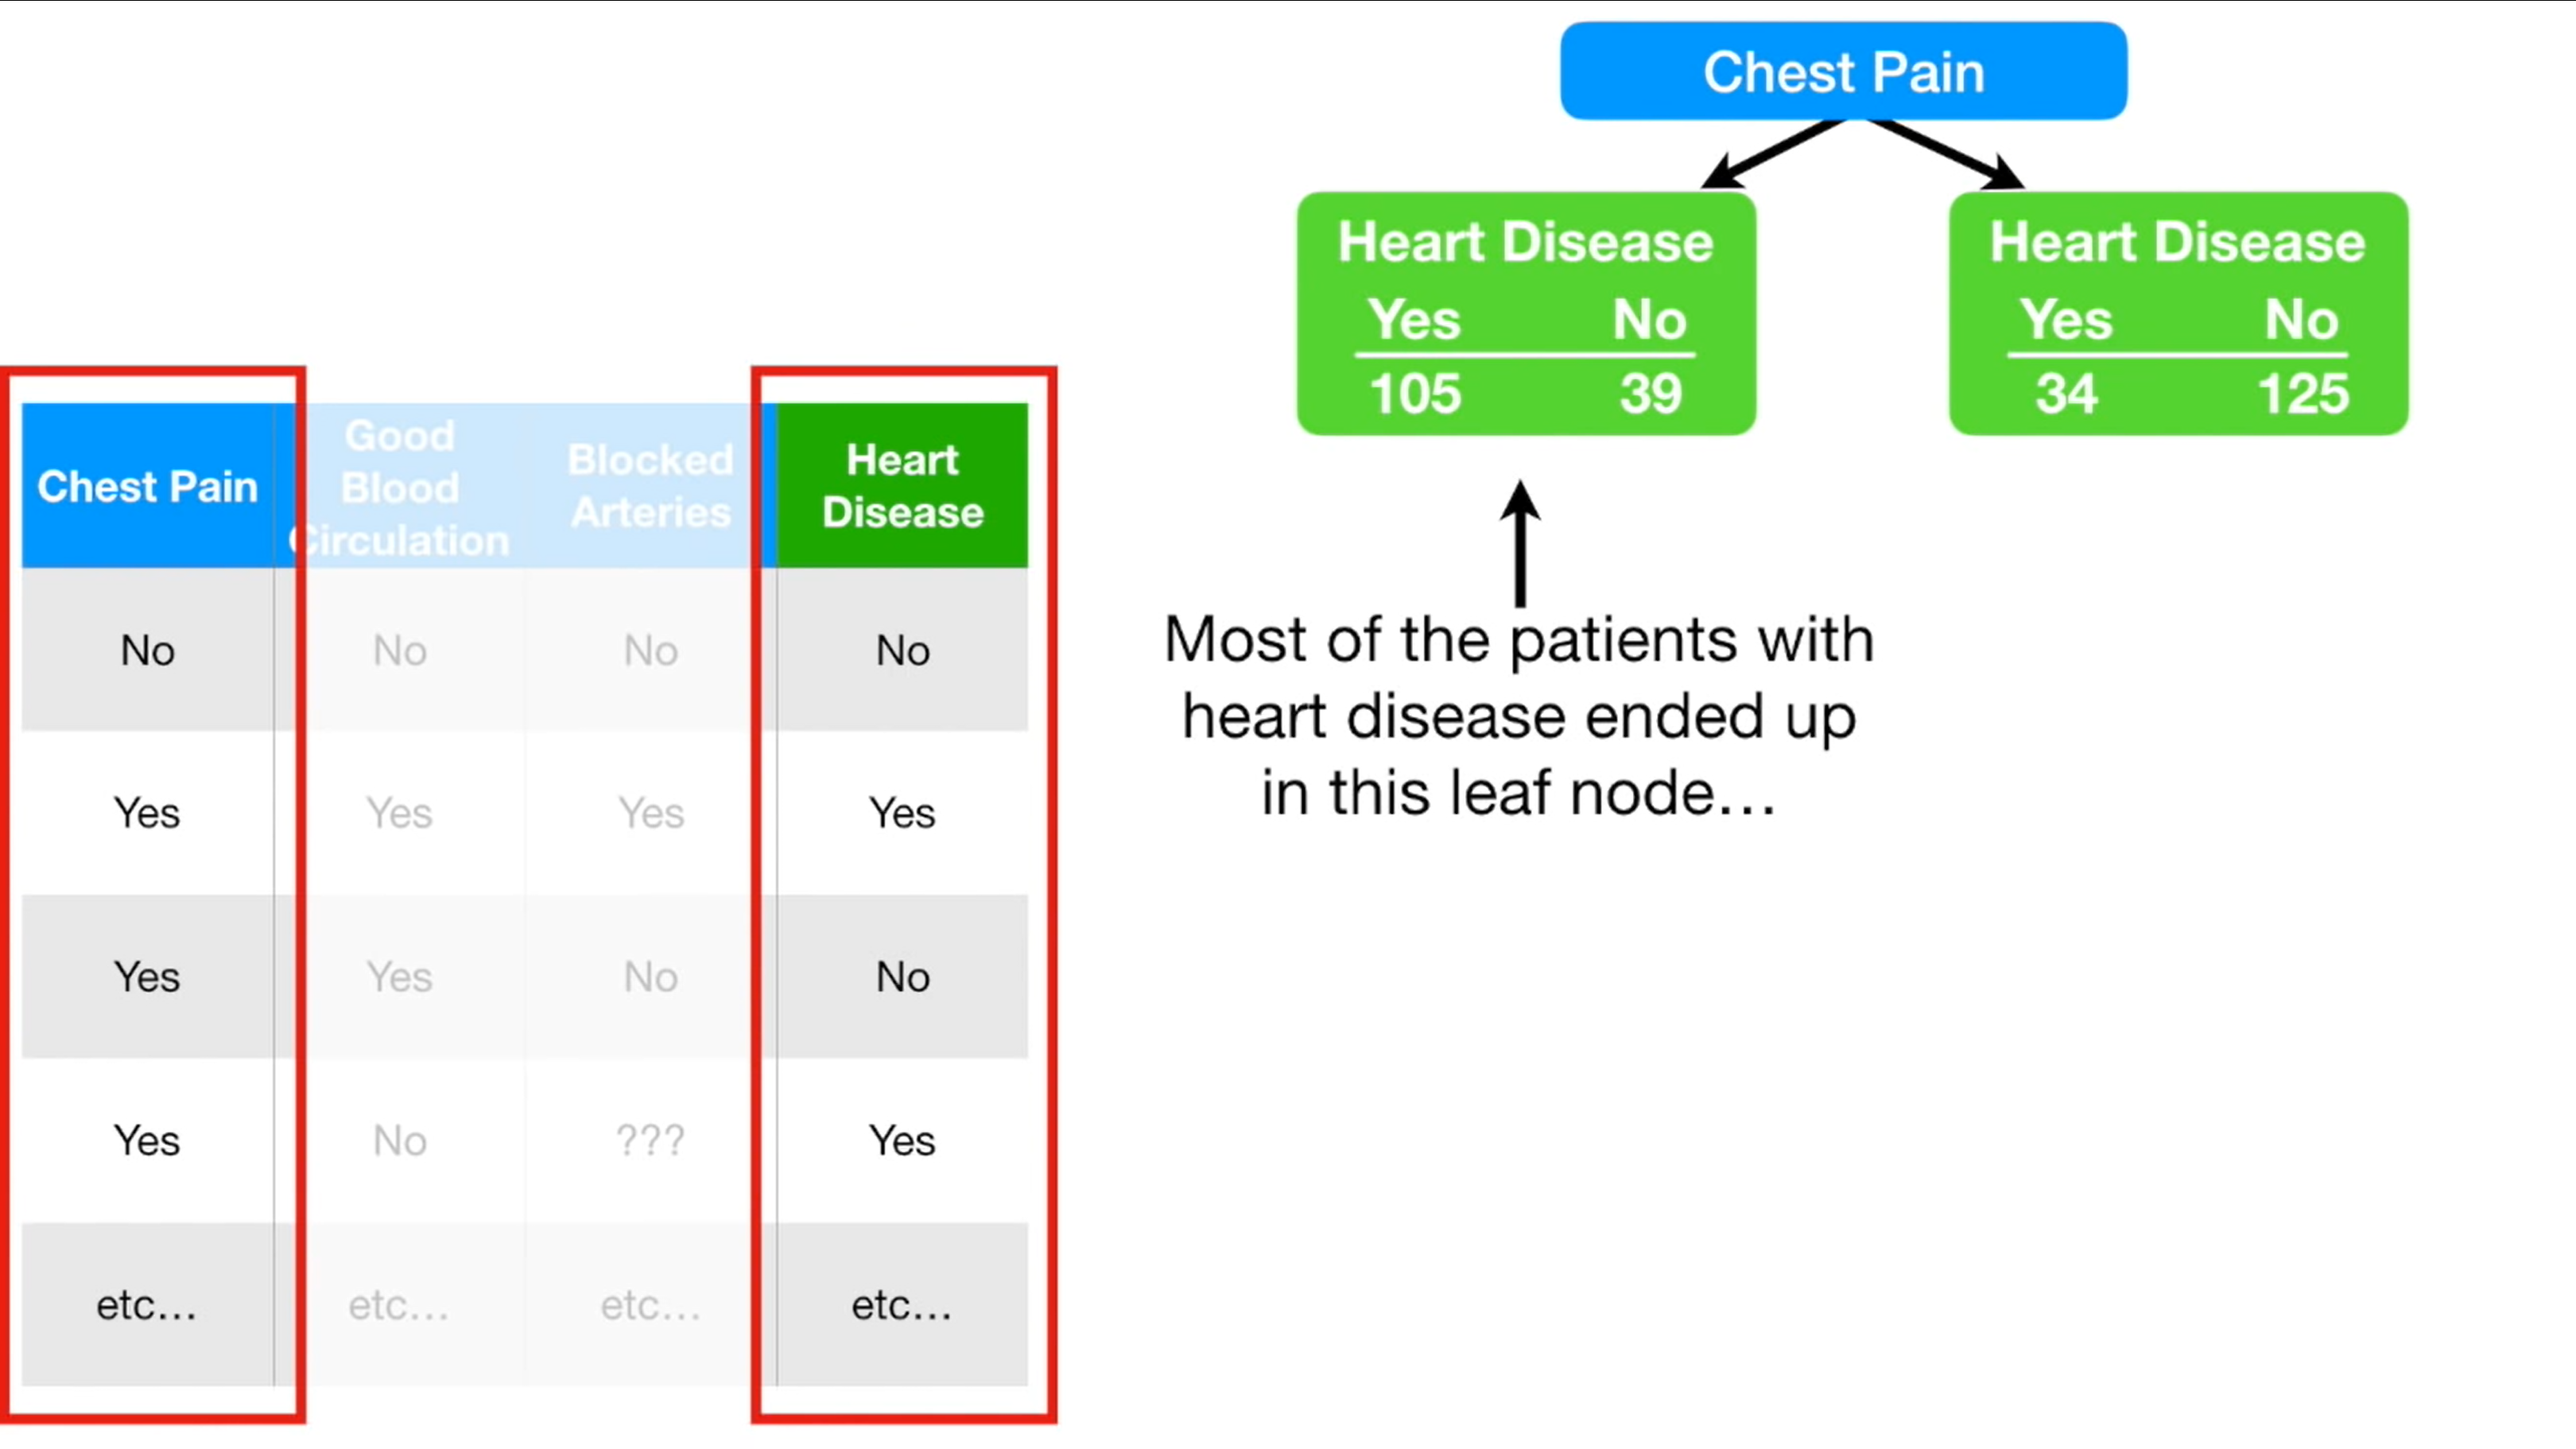 Chest Pain
Heart Disease
Yes No
105 39
Heart Disease
Yes No
34 125
Most of the patients with
heart disease ended up
in this leaf node…
Chest Pain
Good
Blood
Circulation
Blocked
Arteries
Heart
Disease
No No No No
Yes Yes Yes Yes
Yes Yes No No
Yes No ??? Yes
etc… etc… etc… etc…